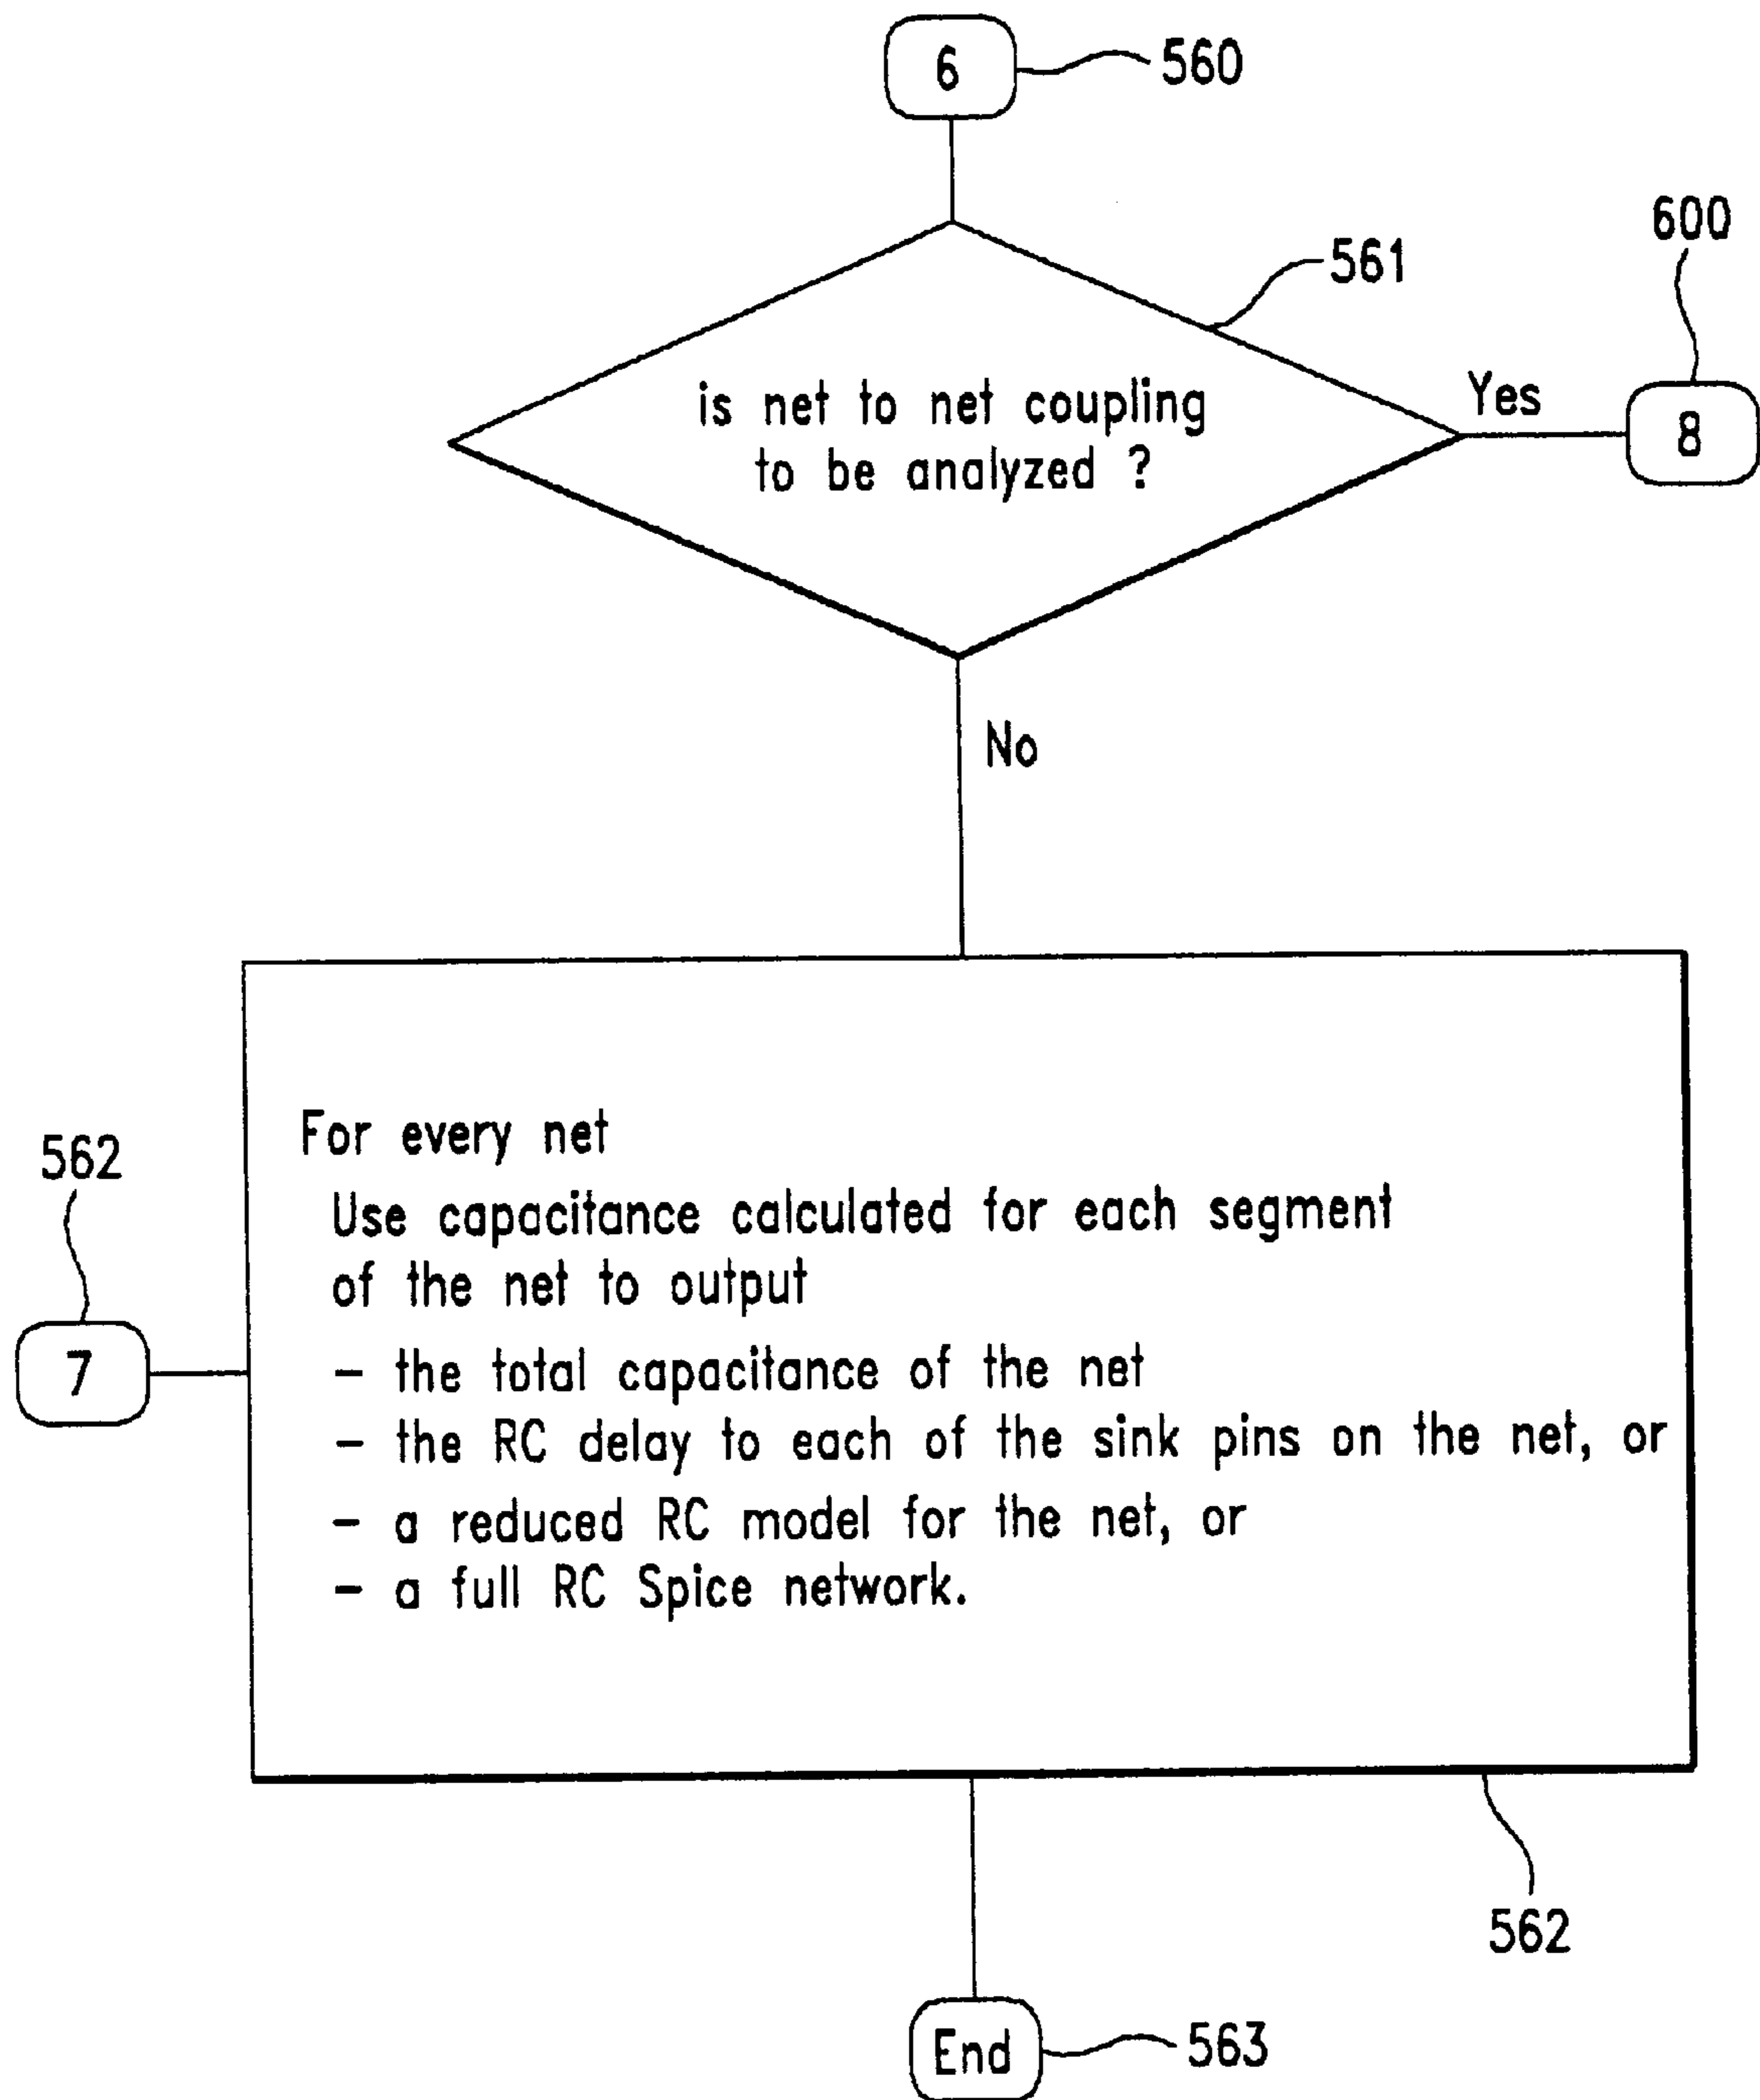 6
560
600
561
is net to net coupling
to be analyzed ?
Yes
8
No
562
7
For every net
Use capacitance calculated for each segment
of the net to output
- the total capacitance of the net
- the RC delay to each of the sink pins on the net, or
- a reduced RC model for the net, or
- a full RC Spice network.
562
End
563